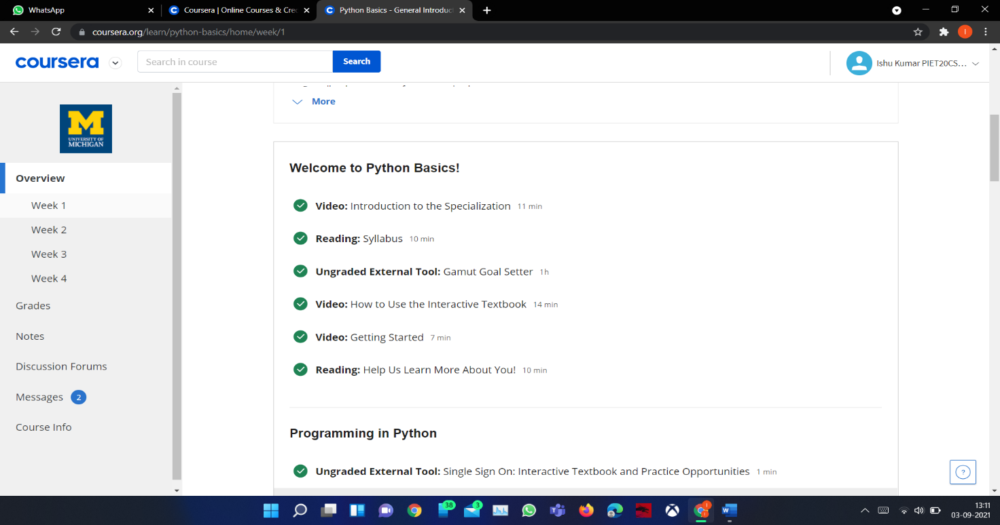 WhatsApp
Coursera | Online Courses & Cre
Python Basics - General Introduc
coursera.org/learn/python-basics/home/week/1
coursera
Search in course
Search
Ishu Kumar PIET20CS...
M
UNIVERSITY OF
MICHIGAN
Overview
Week 1
Week 2
Week 3
Week 4
Grades
Notes
Discussion Forums
Messages 2
Course Info
More
Welcome to Python Basics!
Video: Introduction to the Specialization 11 min
Reading: Syllabus 10 min
Ungraded External Tool: Gamut Goal Setter 1h
Video: How to Use the Interactive Textbook 14 min
Video: Getting Started 7 min
Reading: Help Us Learn More About You! 10 min
Programming in Python
Ungraded External Tool: Single Sign On: Interactive Textbook and Practice Opportunities 1 min
38
3
13:11
03-09-2021